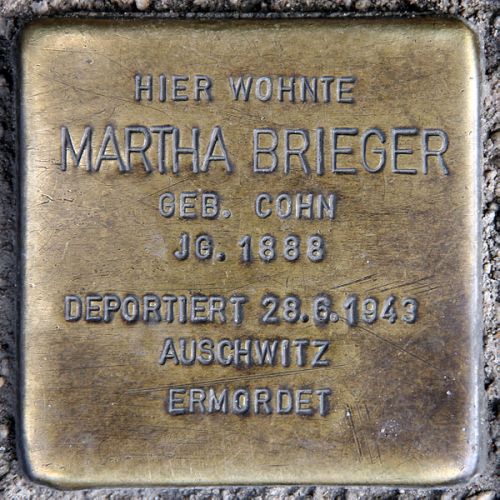 HIER WOHNTE
MARTHA BRIEGER
GEB. COHN
JG. 1888
DEPORTIERT 28.6.1943
AUSCHWITZ
ERMORDET